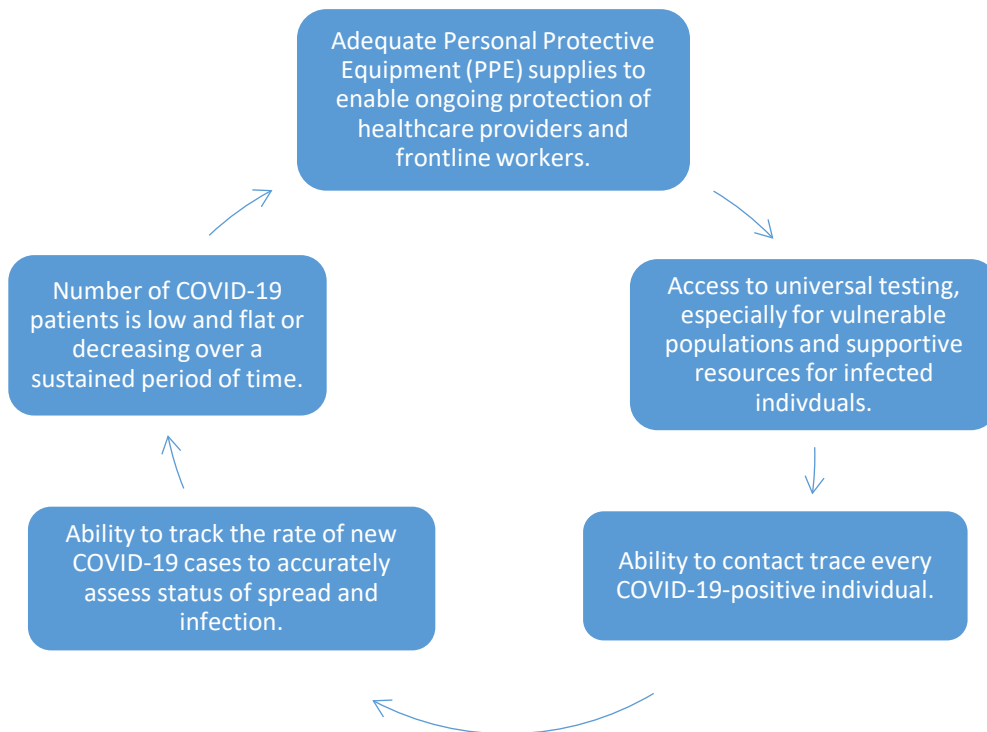 Adequate Personal Protective
Equipment (PPE) supplies to
enable ongoing protection of
healthcare providers and
frontline workers.
Access to universal testing,
especially for vulnerable
populations and supportive
resources for infected
indivduals.
Ability to contact trace every
COVID-19-positive individual.
Ability to track the rate of new
COVID-19 cases to accurately
assess status of spread and
infection.
Number of COVID-19
patients is low and flat or
decreasing over a
sustained period of time.